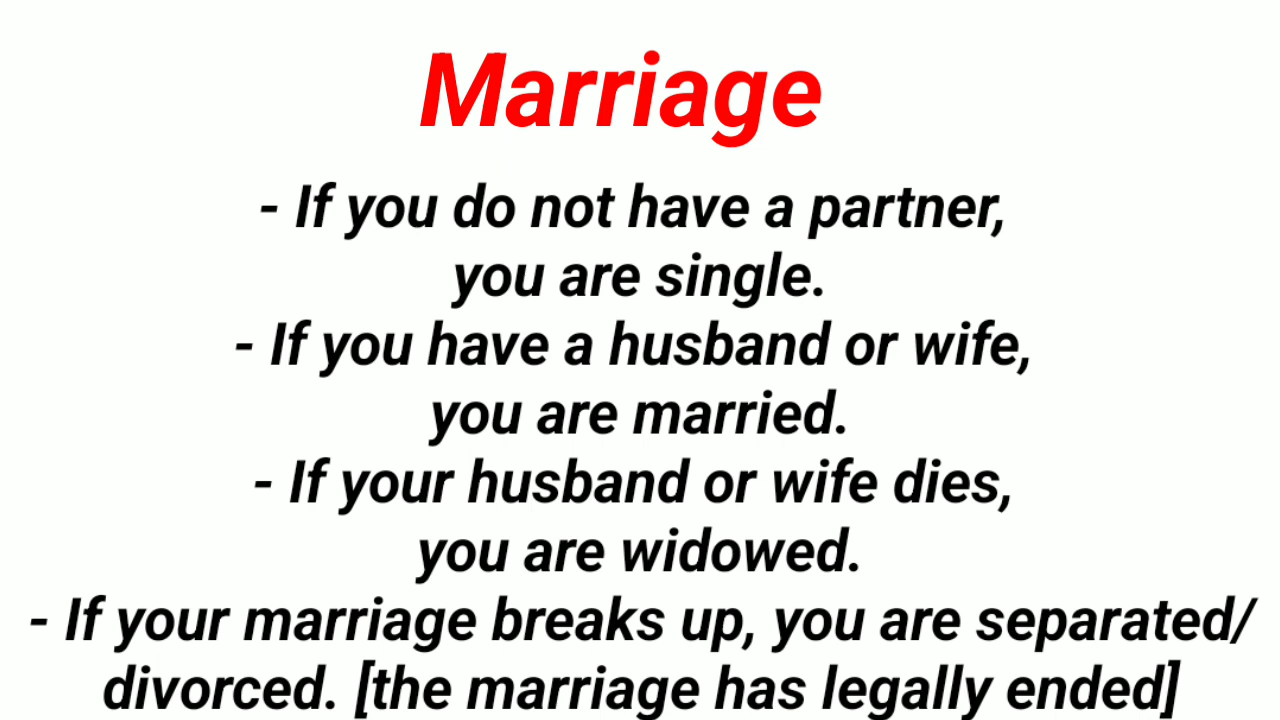 Marriage
- If you do not have a partner,
you are single.
- If you have a husband or wife,
you are married.
- If your husband or wife dies,
you are widowed.
- If your marriage breaks up, you are separated/
divorced. [the marriage has legally ended]